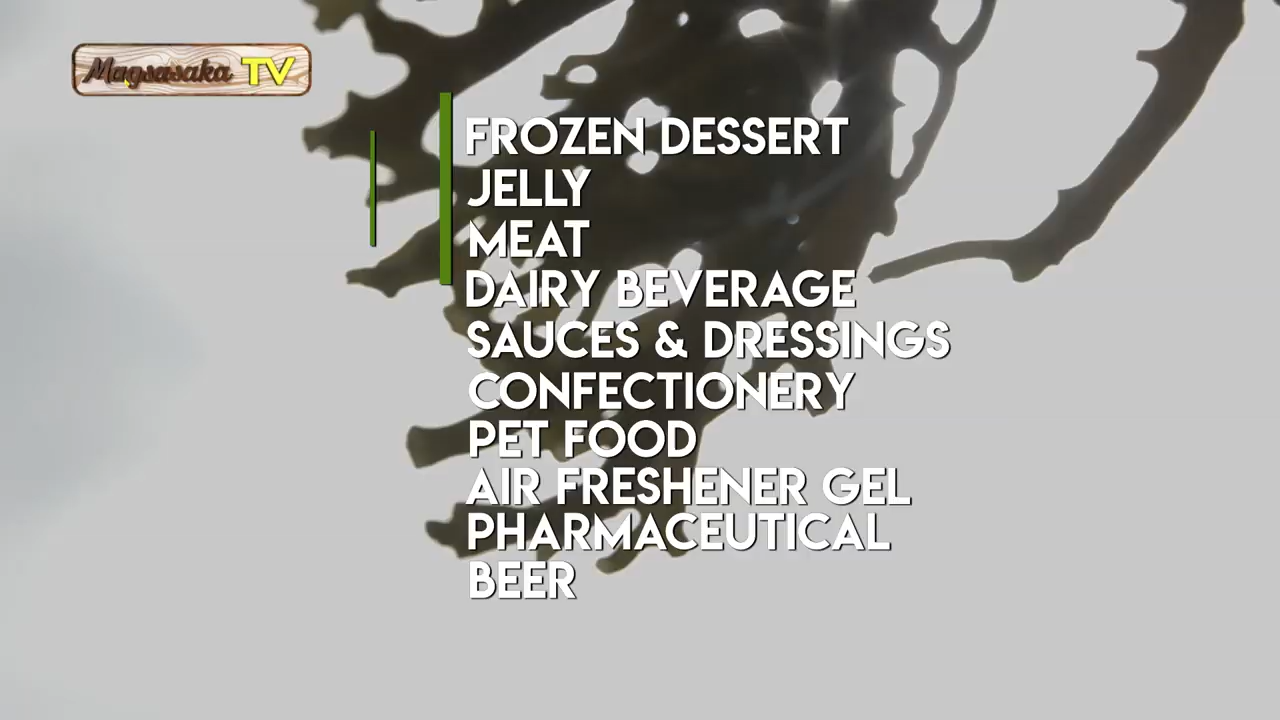 Magsasaka TV
FROZEN DESSERT
JELLY
MEAT
DAIRY BEVERAGE
SAUCES & DRESSINGS
CONFECTIONERY
PET FOOD
AIR FRESHENER GEL
PHARMACEUTICAL
BEER